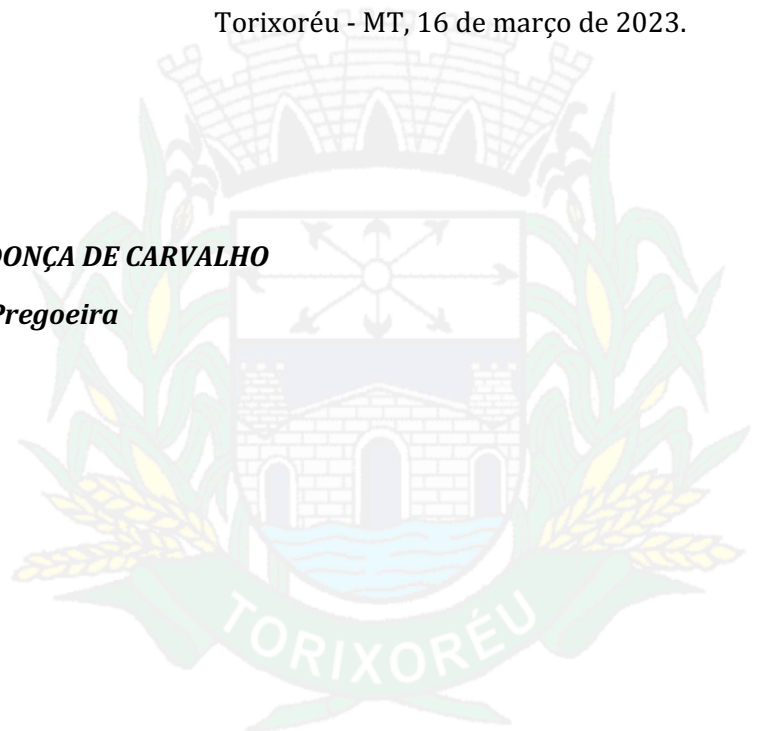 Torixoréu - MT, 16 de março de 2023.
DONÇA DE CARVALHO
Pregoeira
TORIXORÉU